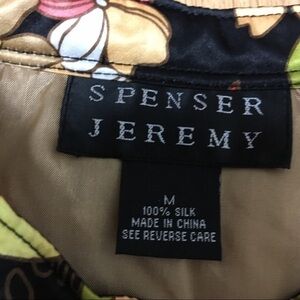 SPENSER
JEREMY
M
100% SILK
MADE IN CHINA
SEE REVERSE CARE